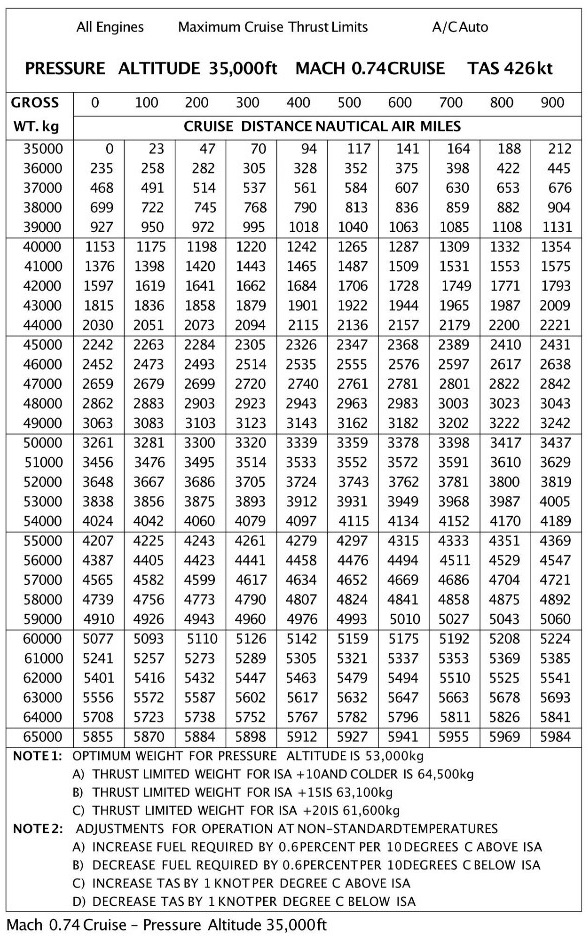 All Engines Maximum Cruise Thrust Limits A/C Auto
PRESSURE ALTITUDE 35,000ft MACH 0.74 CRUISE TAS 426kt
GROSS 0 100 200 300 400 500 600 700 800 900
WT. kg CRUISE DISTANCE NAUTICAL AIR MILES
35000 0 23 47 70 94 117 141 164 188 212
36000 235 258 282 305 328 352 375 398 422 445
37000 468 491 514 537 561 584 607 630 653 676
38000 699 722 745 768 790 813 836 859 882 904
39000 927 950 972 995 1018 1040 1063 1085 1108 1131
40000 1153 1175 1198 1220 1242 1265 1287 1309 1332 1354
41000 1376 1398 1420 1443 1465 1487 1509 1531 1553 1575
42000 1597 1619 1641 1662 1684 1706 1728 1749 1771 1793
43000 1815 1836 1858 1879 1901 1922 1944 1965 1987 2009
44000 2030 2051 2073 2094 2115 2136 2157 2179 2200 2221
45000 2242 2263 2284 2305 2326 2347 2368 2389 2410 2431
46000 2452 2473 2493 2514 2535 2555 2576 2597 2617 2638
47000 2659 2679 2699 2720 2740 2761 2781 2801 2822 2842
48000 2862 2883 2903 2923 2943 2963 2983 3003 3023 3043
49000 3063 3083 3103 3123 3143 3162 3182 3202 3222 3242
50000 3261 3281 3300 3320 3339 3359 3378 3398 3417 3437
51000 3456 3476 3495 3514 3533 3552 3572 3591 3610 3629
52000 3648 3667 3686 3705 3724 3743 3762 3781 3800 3819
53000 3838 3856 3875 3893 3912 3931 3949 3968 3987 4005
54000 4024 4042 4060 4079 4097 4115 4134 4152 4170 4189
55000 4207 4225 4243 4261 4279 4297 4315 4333 4351 4369
56000 4387 4405 4423 4441 4458 4476 4494 4511 4529 4547
57000 4565 4582 4599 4617 4634 4652 4669 4686 4704 4721
58000 4739 4756 4773 4790 4807 4824 4841 4858 4875 4892
59000 4910 4926 4943 4960 4976 4993 5010 5027 5043 5060
60000 5077 5093 5110 5126 5142 5159 5175 5192 5208 5224
61000 5241 5257 5273 5289 5305 5321 5337 5353 5369 5385
62000 5401 5416 5432 5447 5463 5479 5494 5510 5525 5541
63000 5556 5572 5587 5602 5617 5632 5647 5663 5678 5693
64000 5708 5723 5738 5752 5767 5782 5796 5811 5826 5841
65000 5855 5870 5884 5898 5912 5927 5941 5955 5969 5984
NOTE 1: OPTIMUM WEIGHT FOR PRESSURE ALTITUDE IS 53,000kg
A) THRUST LIMITED WEIGHT FOR ISA +10AND COLDER IS 64,500kg
B) THRUST LIMITED WEIGHT FOR ISA +15IS 63,100kg
C) THRUST LIMITED WEIGHT FOR ISA +20IS 61,600kg
NOTE 2: ADJUSTMENTS FOR OPERATION AT NON-STANDARD TEMPERATURES
A) INCREASE FUEL REQUIRED BY 0.6 PERCENT PER 10 DEGREES C ABOVE ISA
B) DECREASE FUEL REQUIRED BY 0.6 PERCENT PER 10 DEGREES C BELOW ISA
C) INCREASE TAS BY 1 KNOT PER DEGREE C ABOVE ISA
D) DECREASE TAS BY 1 KNOT PER DEGREE C BELOW ISA
Mach 0.74 Cruise – Pressure Altitude 35,000ft